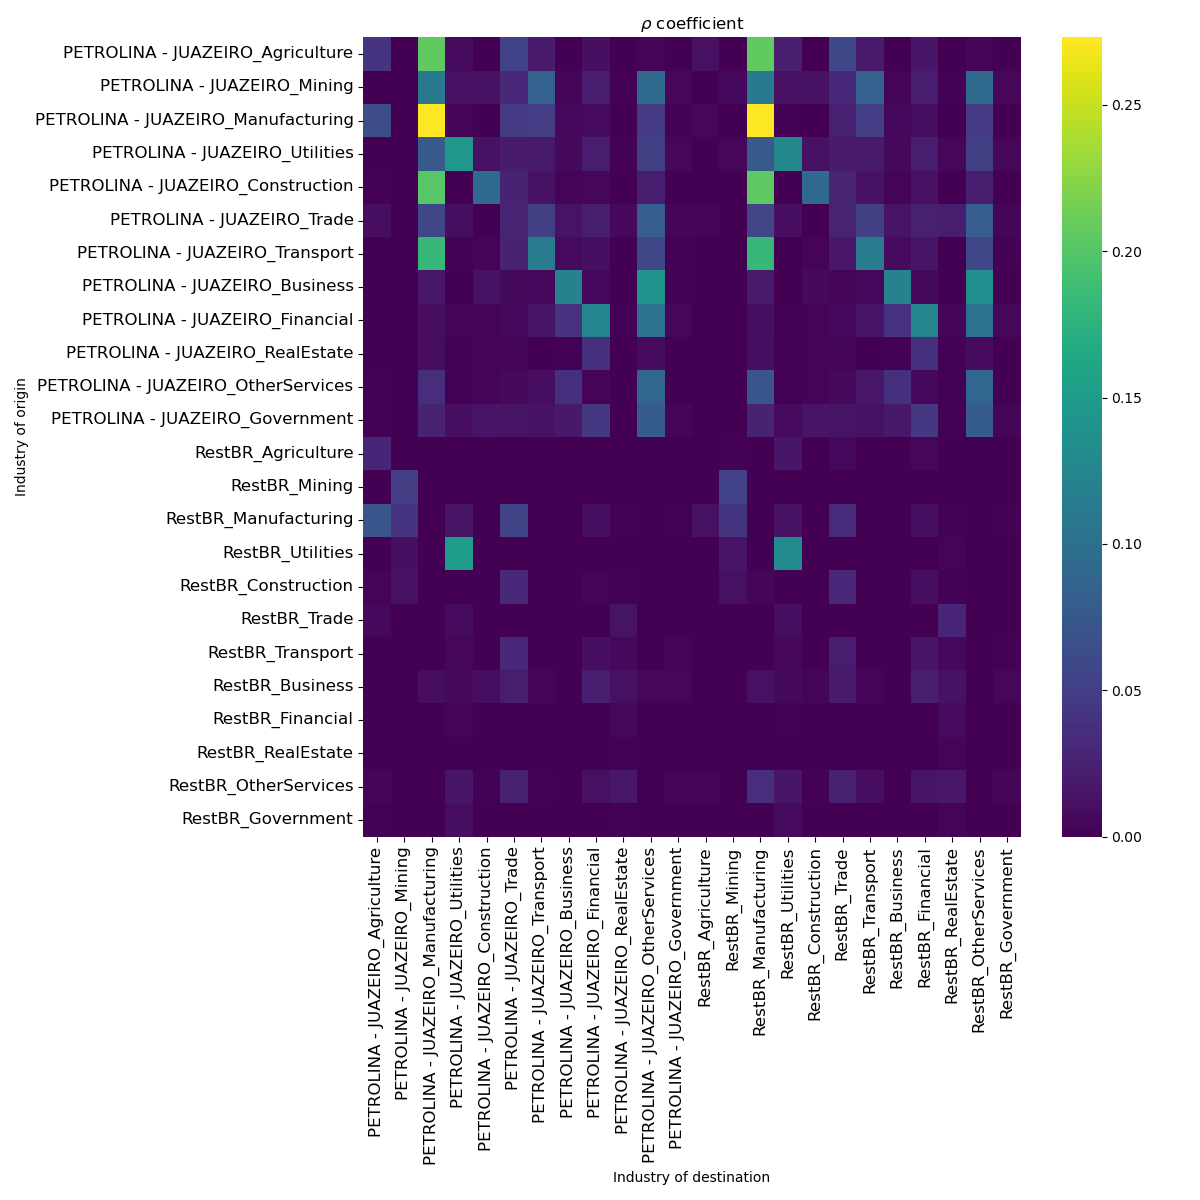 ρ coefficient
PETROLINA - JUAZEIRO_Agriculture
PETROLINA - JUAZEIRO_Mining
PETROLINA - JUAZEIRO_Manufacturing
PETROLINA - JUAZEIRO_Utilities
PETROLINA - JUAZEIRO_Construction
PETROLINA - JUAZEIRO_Trade
PETROLINA - JUAZEIRO_Transport
PETROLINA - JUAZEIRO_Business
PETROLINA - JUAZEIRO_Financial
PETROLINA - JUAZEIRO_RealEstate
PETROLINA - JUAZEIRO_OtherServices
PETROLINA - JUAZEIRO_Government
RestBR_Agriculture
RestBR_Mining
RestBR_Manufacturing
RestBR_Utilities
RestBR_Construction
RestBR_Trade
RestBR_Transport
RestBR_Business
RestBR_Financial
RestBR_RealEstate
RestBR_OtherServices
RestBR_Government
Industry of origin
PETROLINA - JUAZEIRO_Agriculture
PETROLINA - JUAZEIRO_Mining
PETROLINA - JUAZEIRO_Manufacturing
PETROLINA - JUAZEIRO_Utilities
PETROLINA - JUAZEIRO_Construction
PETROLINA - JUAZEIRO_Trade
PETROLINA - JUAZEIRO_Transport
PETROLINA - JUAZEIRO_Business
PETROLINA - JUAZEIRO_Financial
PETROLINA - JUAZEIRO_RealEstate
PETROLINA - JUAZEIRO_OtherServices
PETROLINA - JUAZEIRO_Government
RestBR_Agriculture
RestBR_Mining
RestBR_Manufacturing
RestBR_Utilities
RestBR_Construction
RestBR_Trade
RestBR_Transport
RestBR_Business
RestBR_Financial
RestBR_RealEstate
RestBR_OtherServices
RestBR_Government
Industry of destination
0.25
0.20
0.15
0.10
0.05
0.00